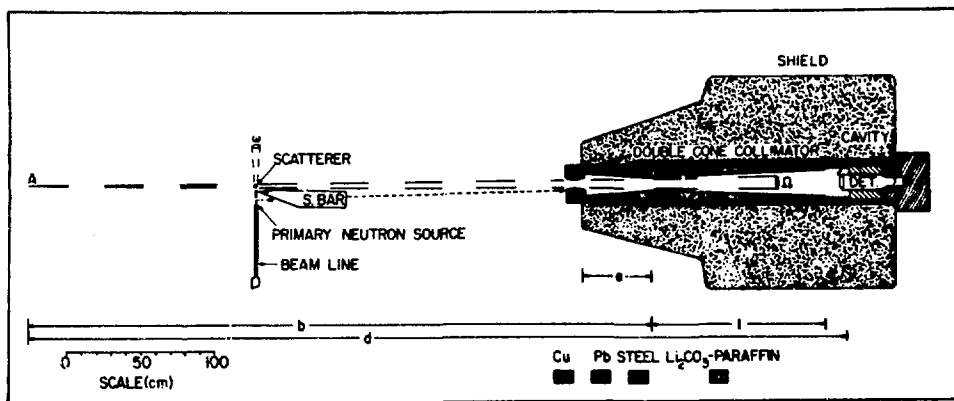 SHIELD
CAVITY
DOUBLE CONE COLLIMATOR
SCATTERER
A
Ω
DET.
S. BAR
PRIMARY NEUTRON SOURCE
BEAM LINE
e
b
l
d
0 50 100
SCALE (cm)
Cu Pb STEEL Li₂CO₃-PARAFFIN